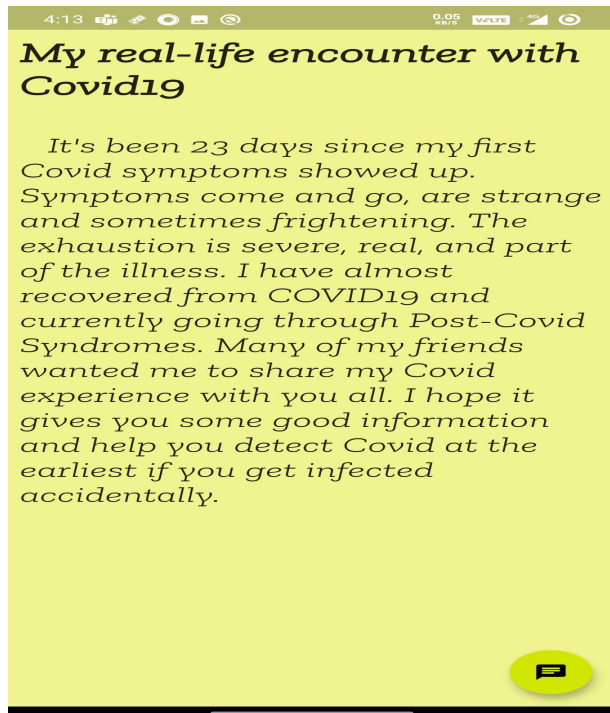 4:13
0.05
KB/S
VoLTE
4G
My real-life encounter with
Covid19
It's been 23 days since my first
Covid symptoms showed up.
Symptoms come and go, are strange
and sometimes frightening. The
exhaustion is severe, real, and part
of the illness. I have almost
recovered from COVID19 and
currently going through Post-Covid
Syndromes. Many of my friends
wanted me to share my Covid
experience with you all. I hope it
gives you some good information
and help you detect Covid at the
earliest if you get infected
accidentally.